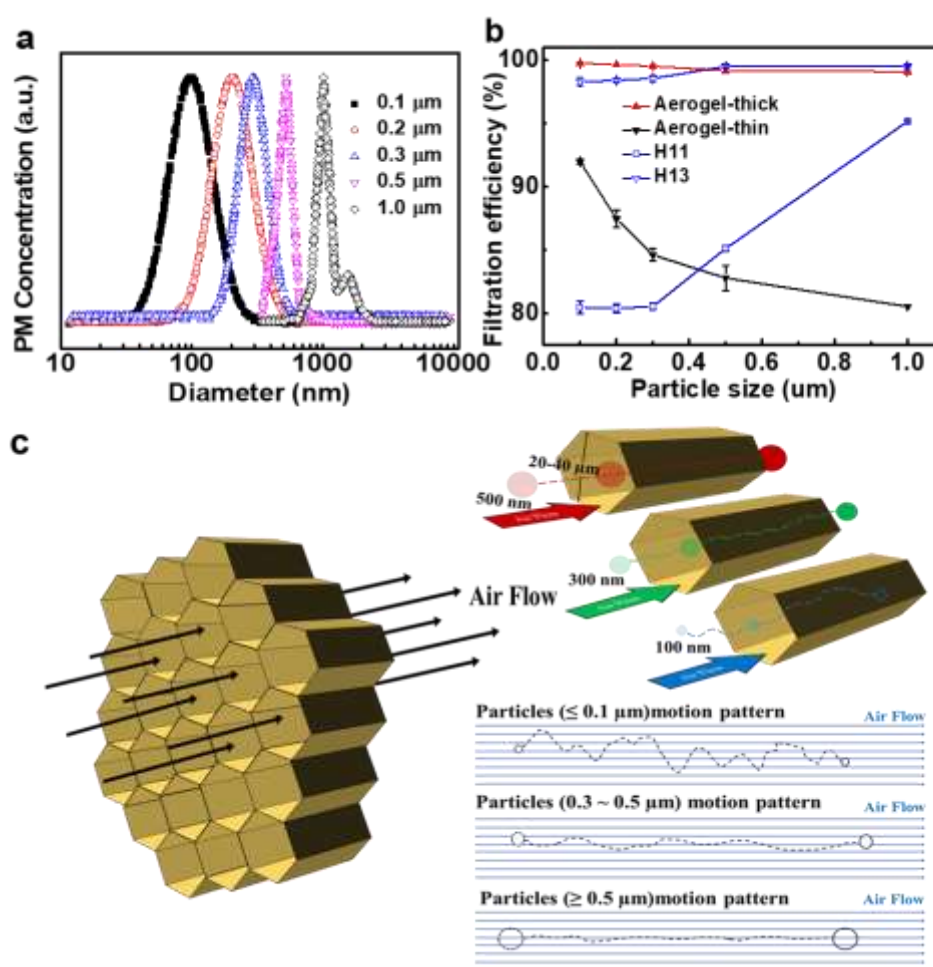 a
PM Concentration (a.u.)
0.1 μm
0.2 μm
0.3 μm
0.5 μm
1.0 μm
10 100 1000 10000
Diameter (nm)
b
Filtration efficiency (%)
100
90
80
Aerogel-thick
Aerogel-thin
H11
H13
0.0 0.2 0.4 0.6 0.8 1.0
Particle size (um)
c
Air Flow
20-40 μm
500 nm
Air Flow
300 nm
100 nm
Air Flow
Particles (≤ 0.1 μm)motion pattern
Air Flow
Particles (0.3 ~ 0.5 μm) motion pattern
Air Flow
Particles (≥ 0.5 μm)motion pattern
Air Flow